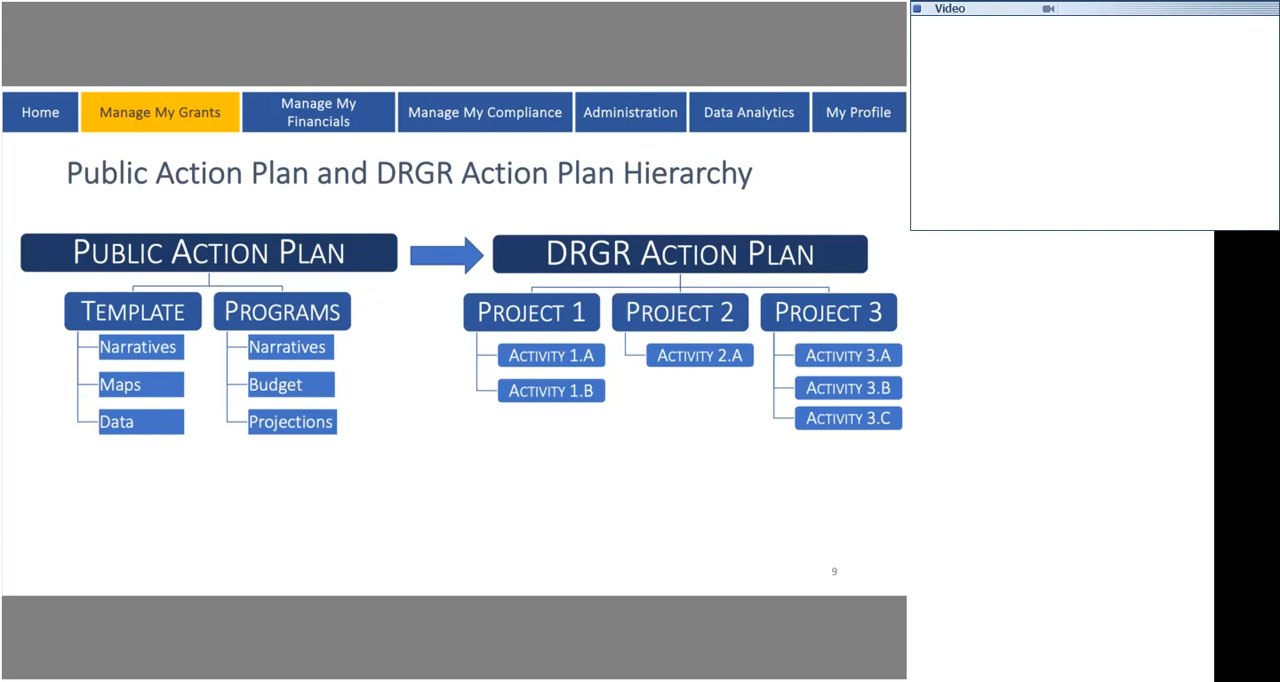 Video
Home
Manage My Grants
Manage My
Financials
Manage My Compliance
Administration
Data Analytics
My Profile
Public Action Plan and DRGR Action Plan Hierarchy
PUBLIC ACTION PLAN
DRGR ACTION PLAN
TEMPLATE
PROGRAMS
Narratives
Narratives
Maps
Budget
Data
Projections
PROJECT 1
PROJECT 2
PROJECT 3
ACTIVITY 1.A
ACTIVITY 2.A
ACTIVITY 3.A
ACTIVITY 1.B
ACTIVITY 3.B
ACTIVITY 3.C
9